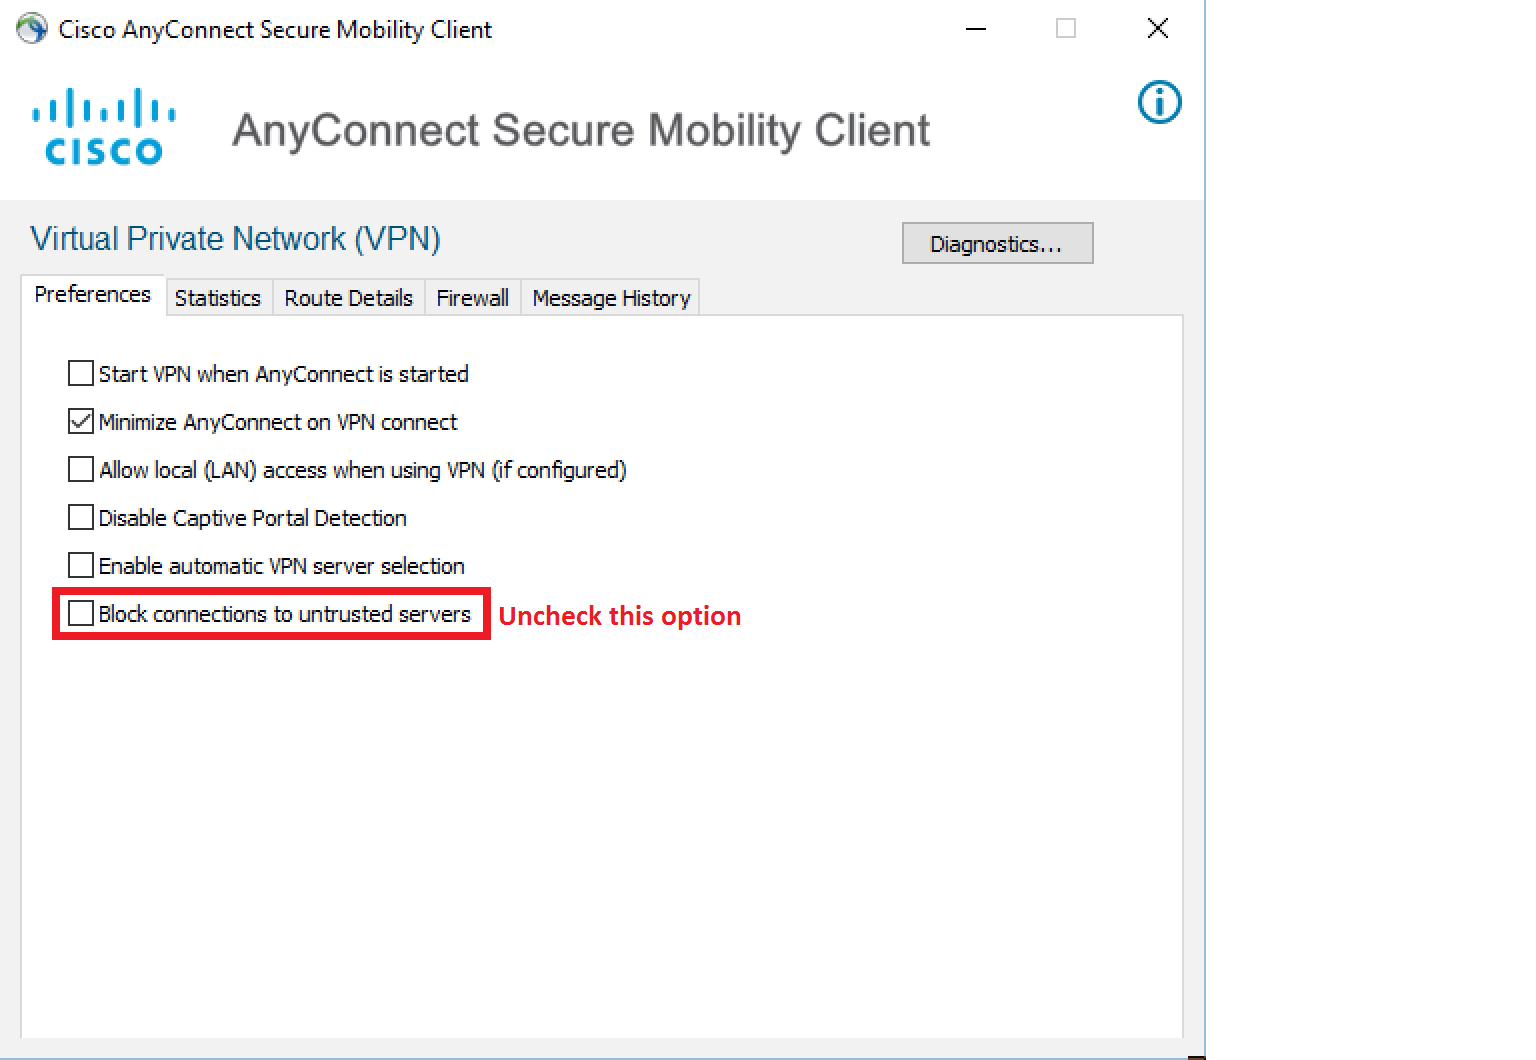 Cisco AnyConnect Secure Mobility Client
CISCO
AnyConnect Secure Mobility Client
Virtual Private Network (VPN)
Diagnostics...
Preferences
Statistics
Route Details
Firewall
Message History
Start VPN when AnyConnect is started
Minimize AnyConnect on VPN connect
Allow local (LAN) access when using VPN (if configured)
Disable Captive Portal Detection
Enable automatic VPN server selection
Block connections to untrusted servers
Uncheck this option